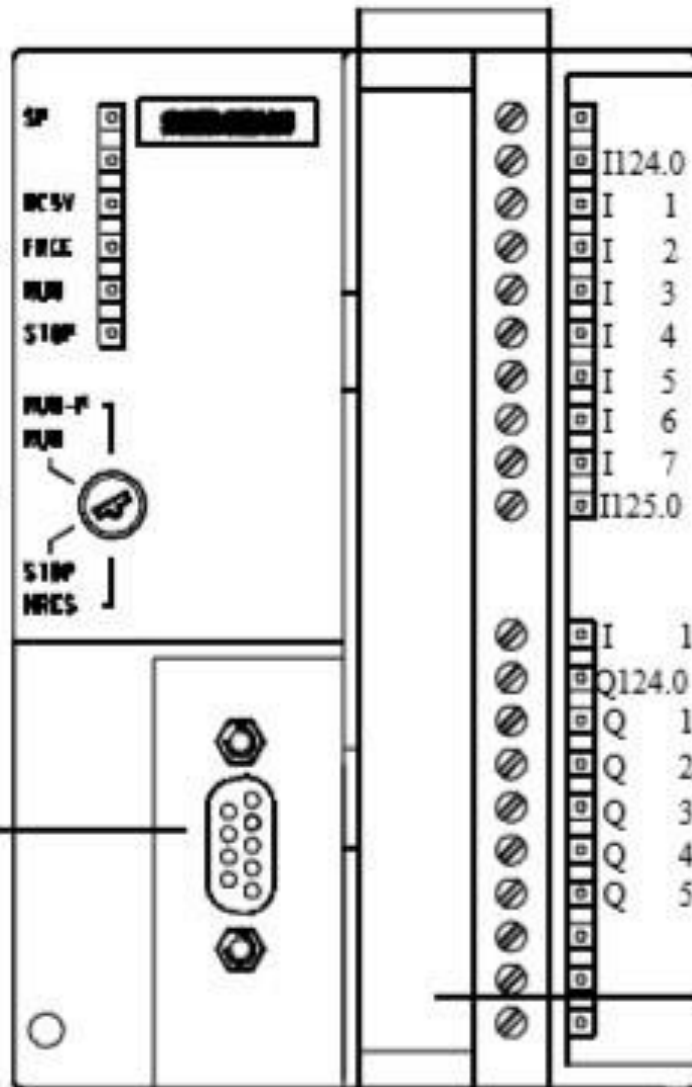 SF
DC5V
FRCE
RUN
STOP
RUN-P
RUN
STOP
MRES
I124.0
I 1
I 2
I 3
I 4
I 5
I 6
I 7
I125.0
I 1
Q124.0
Q 1
Q 2
Q 3
Q 4
Q 5